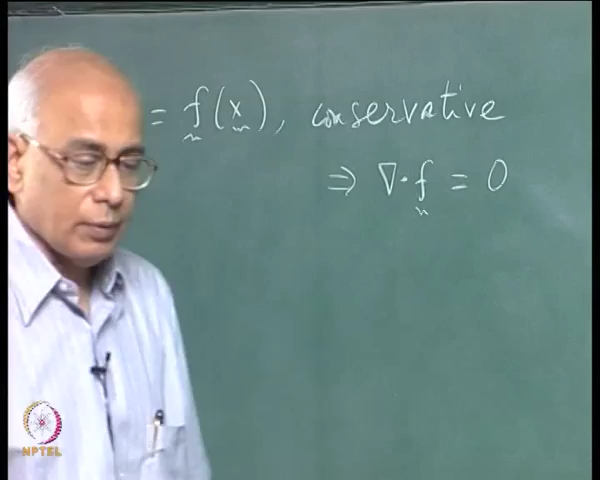 = f(x), conservative
⇒ ∇·f = 0
NPTEL